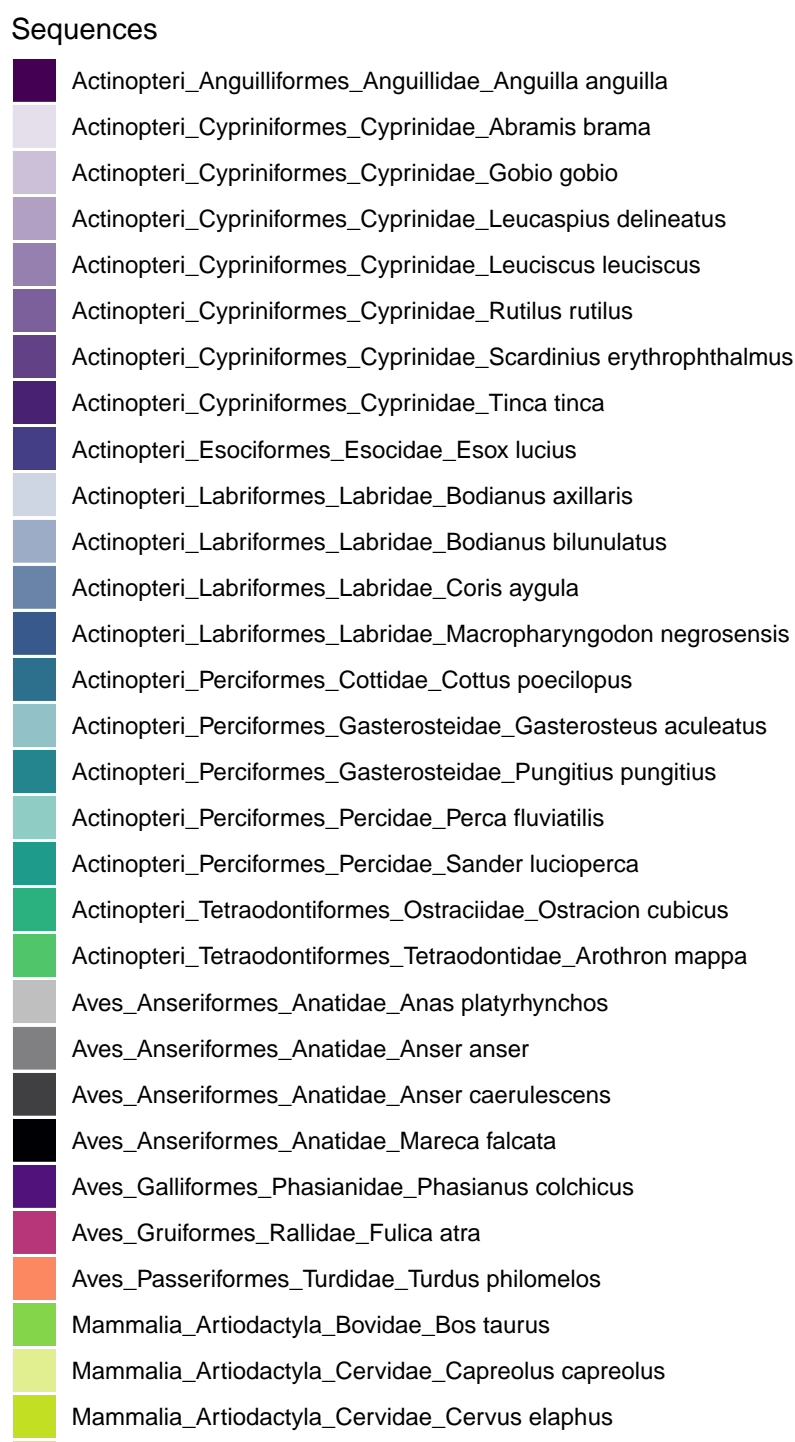 Sequences
Actinopteri_Anguilliformes_Anguillidae_Anguilla anguilla
Actinopteri_Cypriniformes_Cyprinidae_Abramis brama
Actinopteri_Cypriniformes_Cyprinidae_Gobio gobio
Actinopteri_Cypriniformes_Cyprinidae_Leucaspius delineatus
Actinopteri_Cypriniformes_Cyprinidae_Leuciscus leuciscus
Actinopteri_Cypriniformes_Cyprinidae_Rutilus rutilus
Actinopteri_Cypriniformes_Cyprinidae_Scardinius erythrophthalmus
Actinopteri_Cypriniformes_Cyprinidae_Tinca tinca
Actinopteri_Esociformes_Esocidae_Esox lucius
Actinopteri_Labriformes_Labridae_Bodianus axillaris
Actinopteri_Labriformes_Labridae_Bodianus bilunulatus
Actinopteri_Labriformes_Labridae_Coris aygula
Actinopteri_Labriformes_Labridae_Macropharyngodon negrosensis
Actinopteri_Perciformes_Cottidae_Cottus poecilopus
Actinopteri_Perciformes_Gasterosteidae_Gasterosteus aculeatus
Actinopteri_Perciformes_Gasterosteidae_Pungitius pungitius
Actinopteri_Perciformes_Percidae_Perca fluviatilis
Actinopteri_Perciformes_Percidae_Sander lucioperca
Actinopteri_Tetraodontiformes_Ostraciidae_Ostracion cubicus
Actinopteri_Tetraodontiformes_Tetraodontidae_Arothron mappa
Aves_Anseriformes_Anatidae_Anas platyrhynchos
Aves_Anseriformes_Anatidae_Anser anser
Aves_Anseriformes_Anatidae_Anser caerulescens
Aves_Anseriformes_Anatidae_Mareca falcata
Aves_Galliformes_Phasianidae_Phasianus colchicus
Aves_Gruiformes_Rallidae_Fulica atra
Aves_Passeriformes_Turdidae_Turdus philomelos
Mammalia_Artiodactyla_Bovidae_Bos taurus
Mammalia_Artiodactyla_Cervidae_Capreolus capreolus
Mammalia_Artiodactyla_Cervidae_Cervus elaphus